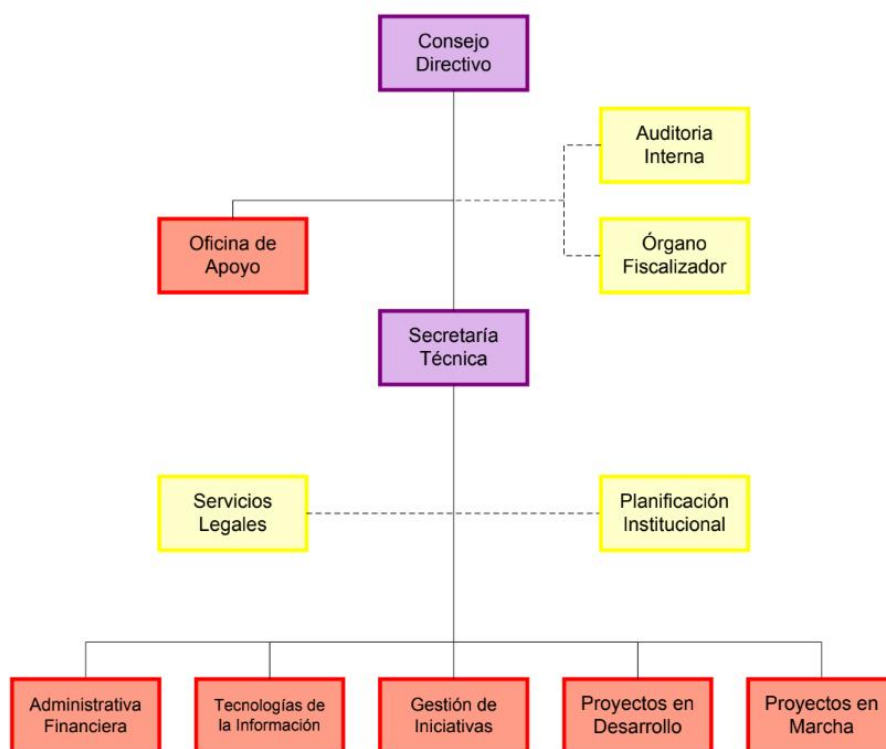 Consejo
Directivo
Auditoria
Interna
Oficina de
Apoyo
Órgano
Fiscalizador
Secretaría
Técnica
Servicios
Legales
Planificación
Institucional
Administrativa
Financiera
Tecnologías de
la Información
Gestión de
Iniciativas
Proyectos en
Desarrollo
Proyectos en
Marcha